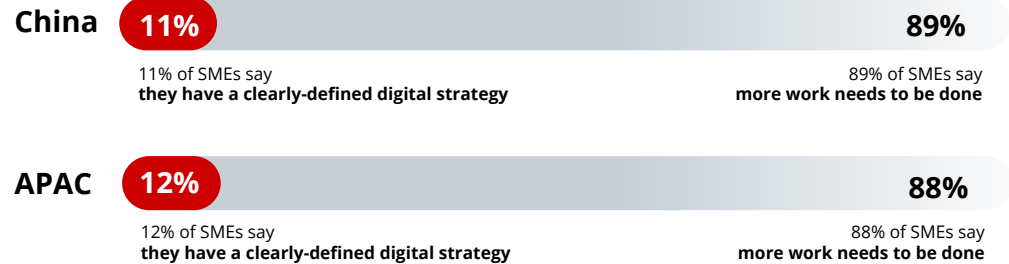 China
11%
89%
11% of SMEs say
they have a clearly-defined digital strategy
89% of SMEs say
more work needs to be done
APAC
12%
88%
12% of SMEs say
they have a clearly-defined digital strategy
88% of SMEs say
more work needs to be done